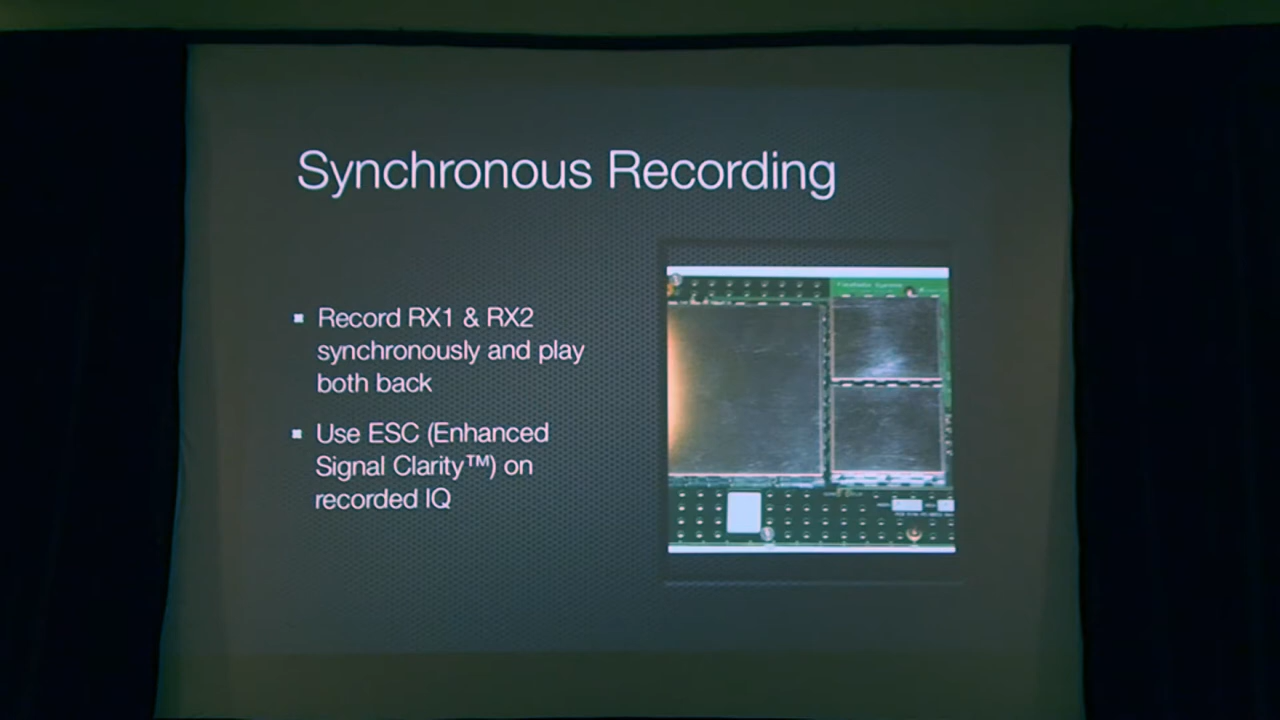 Synchronous Recording
Record RX1 & RX2
synchronously and play
both back
Use ESC (Enhanced
Signal Clarity™) on
recorded IQ